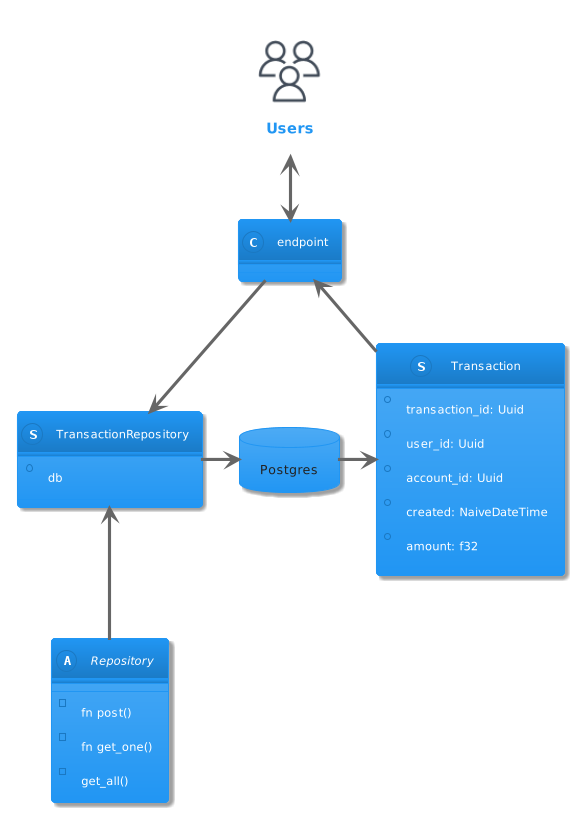 Users
C endpoint
S Transaction
transaction_id: Uuid
user_id: Uuid
account_id: Uuid
created: NaiveDateTime
amount: f32
S TransactionRepository
db
Postgres
A Repository
fn post()
fn get_one()
get_all()